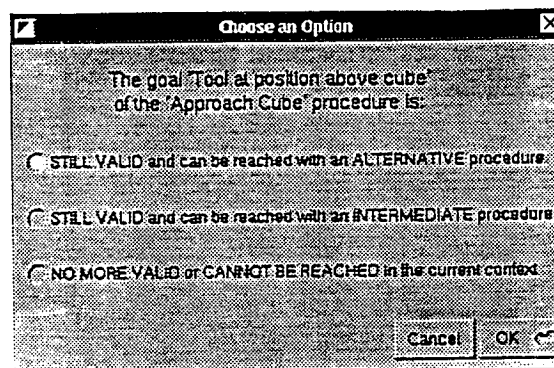 Choose an Option
The goal "Tool at position above cube"
of the "Approach Cube" procedure is:
STILL VALID and can be reached with an ALTERNATIVE procedure.
STILL VALID and can be reached with an INTERMEDIATE procedure
NO MORE VALID or CANNOT BE REACHED in the current context.
Cancel OK